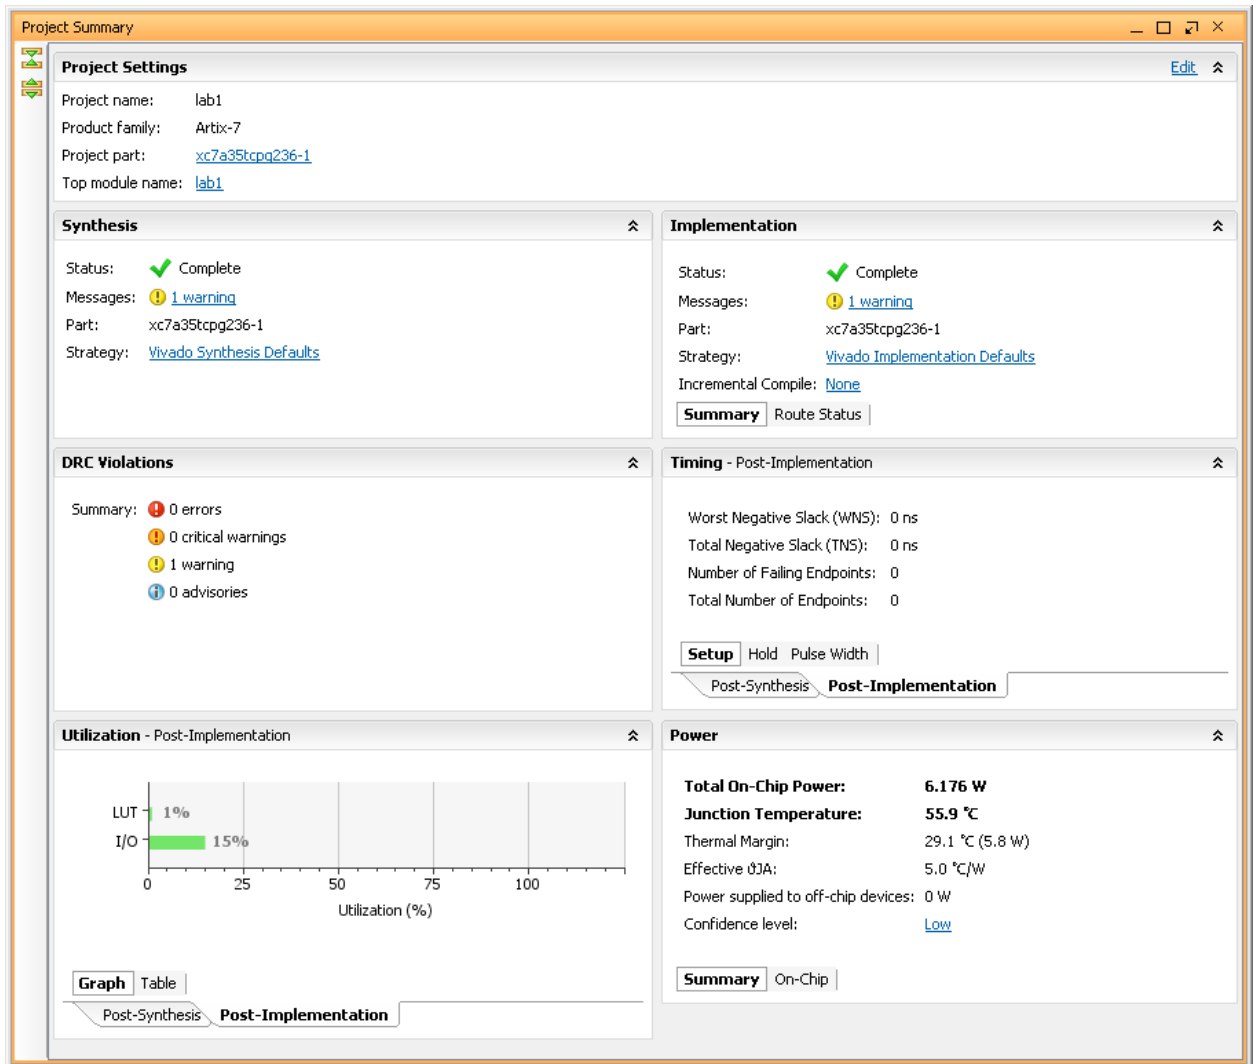 Project Summary
Project Settings Edit
Project name: lab1
Product family: Artix-7
Project part: xc7a35tcpg236-1
Top module name: lab1
Synthesis
Status: Complete
Messages: 1 warning
Part: xc7a35tcpg236-1
Strategy: Vivado Synthesis Defaults
Implementation
Status: Complete
Messages: 1 warning
Part: xc7a35tcpg236-1
Strategy: Vivado Implementation Defaults
Incremental Compile: None
Summary Route Status
DRC Violations
Summary: 0 errors
0 critical warnings
1 warning
0 advisories
Timing - Post-Implementation
Worst Negative Slack (WNS): 0 ns
Total Negative Slack (TNS): 0 ns
Number of Failing Endpoints: 0
Total Number of Endpoints: 0
Setup Hold Pulse Width
Post-Synthesis Post-Implementation
Utilization - Post-Implementation
LUT 1%
I/O 15%
0 25 50 75 100
Utilization (%)
Graph Table
Post-Synthesis Post-Implementation
Power
Total On-Chip Power: 6.176 W
Junction Temperature: 55.9 °C
Thermal Margin: 29.1 °C (5.8 W)
Effective ϑJA: 5.0 °C/W
Power supplied to off-chip devices: 0 W
Confidence level: Low
Summary On-Chip